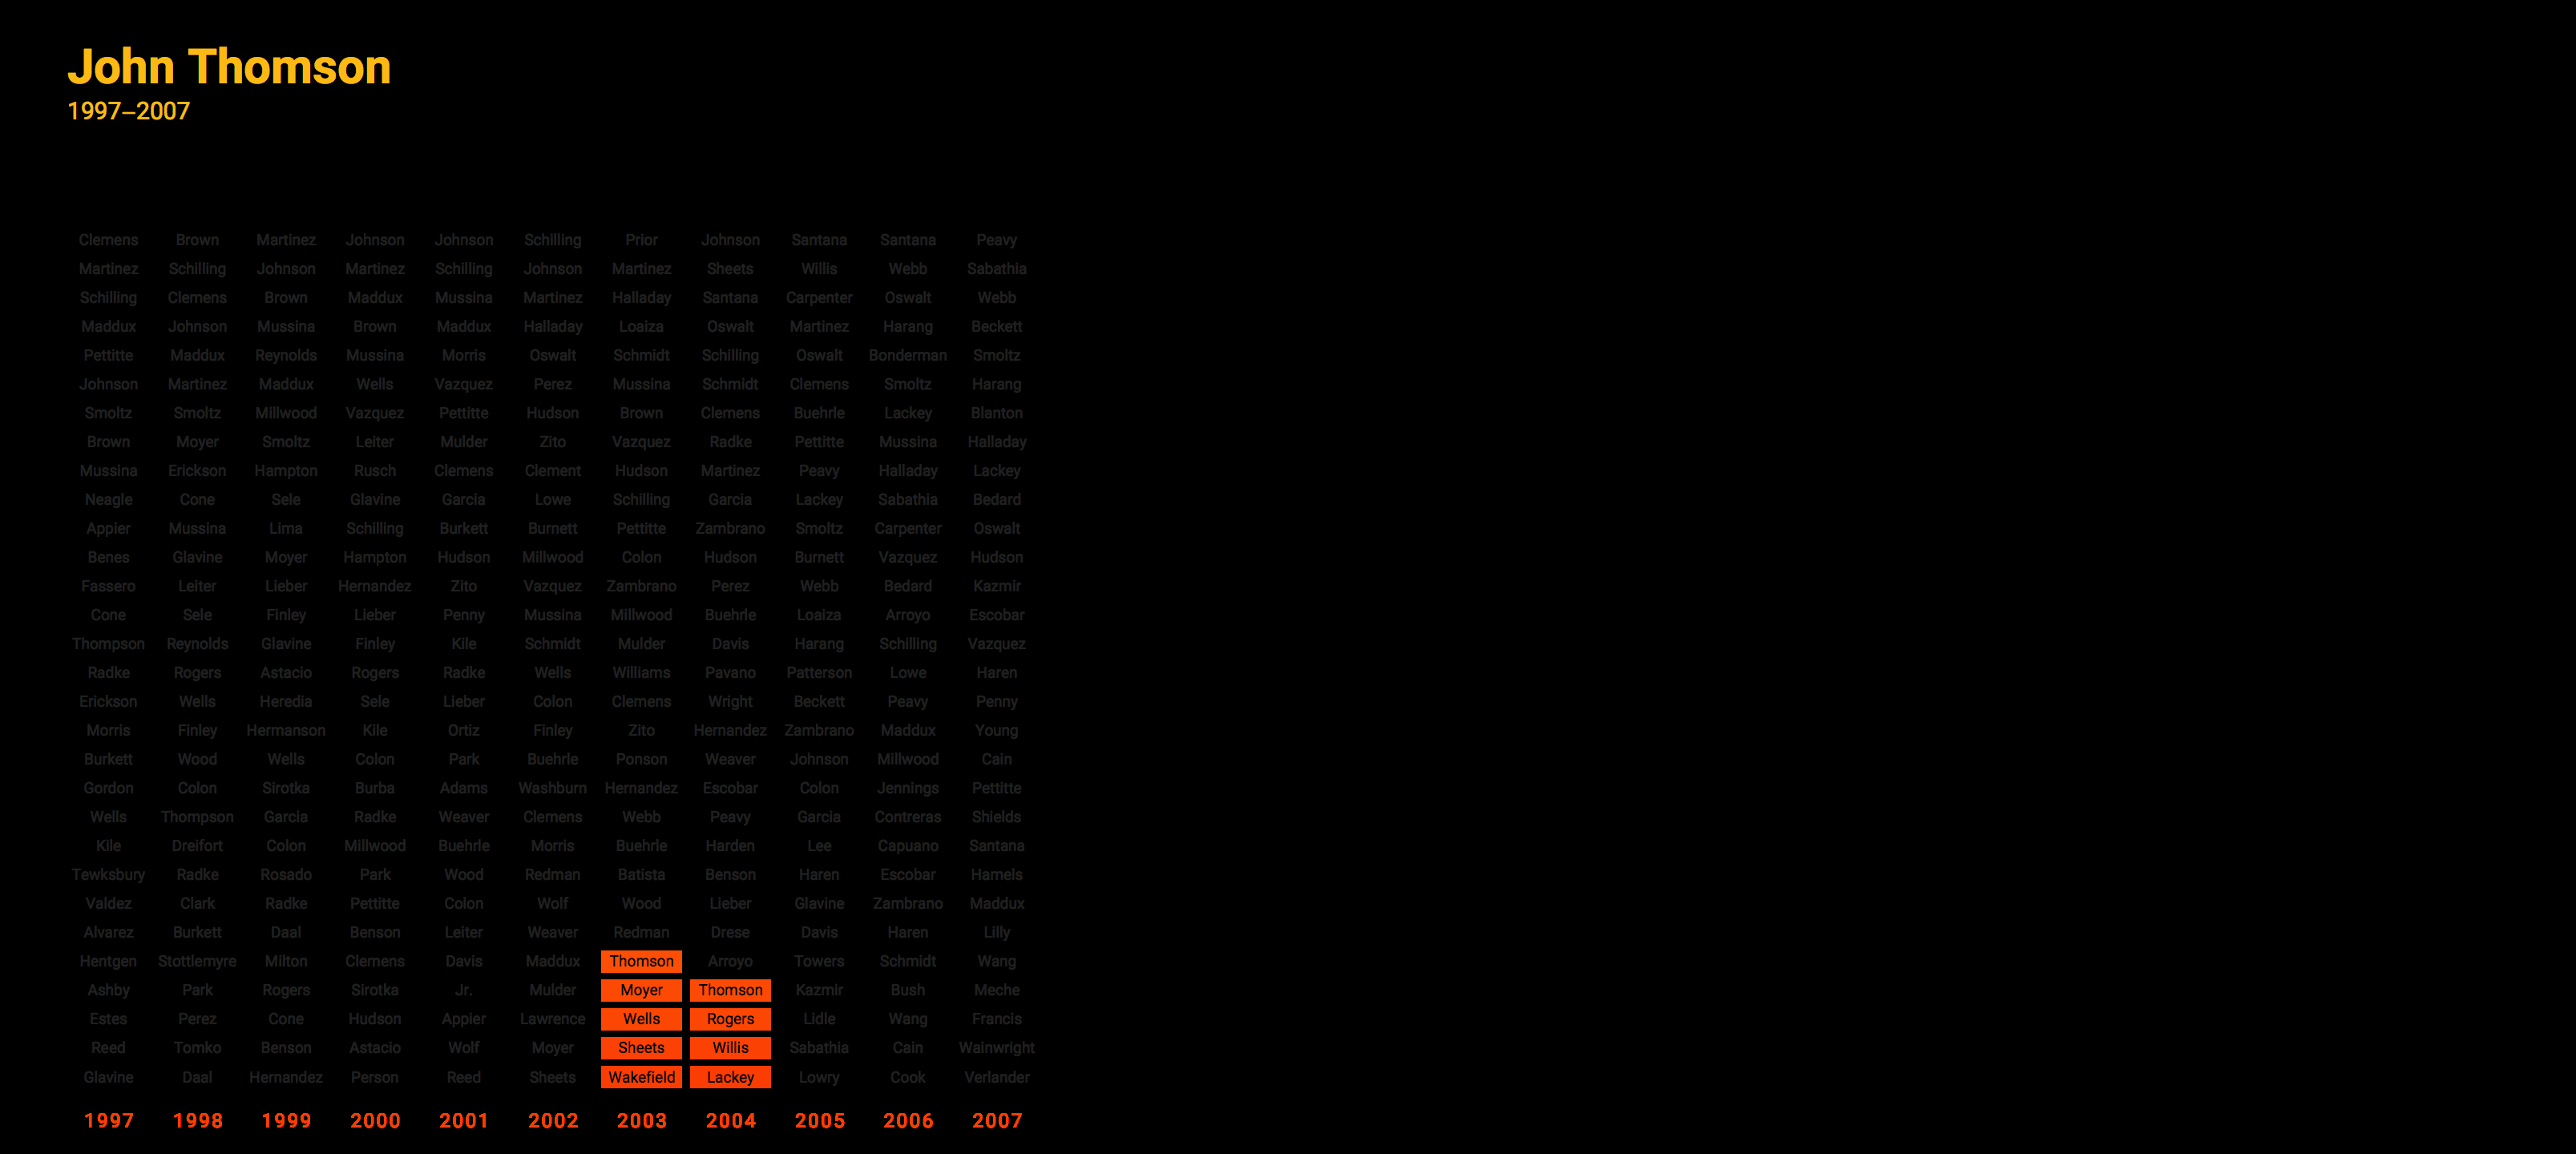 John Thomson
1997–2007
Clemens Brown Martinez Johnson Johnson Schilling Prior Johnson Santana Santana Peavy
Martinez Schilling Johnson Martinez Schilling Johnson Martinez Sheets Willis Webb Sabathia
Schilling Clemens Brown Maddux Mussina Martinez Halladay Santana Carpenter Oswalt Webb
Maddux Johnson Mussina Brown Maddux Halladay Loaiza Oswalt Martinez Harang Beckett
Pettitte Maddux Reynolds Mussina Morris Oswalt Schmidt Schilling Oswalt Bonderman Smoltz
Johnson Martinez Maddux Wells Vazquez Perez Mussina Schmidt Clemens Smoltz Harang
Smoltz Smoltz Millwood Vazquez Pettitte Hudson Brown Clemens Buehrle Lackey Blanton
Brown Moyer Smoltz Leiter Mulder Zito Vazquez Radke Pettitte Mussina Halladay
Mussina Erickson Hampton Rusch Clemens Clement Hudson Martinez Peavy Halladay Lackey
Neagle Cone Sele Glavine Garcia Lowe Schilling Garcia Lackey Sabathia Bedard
Appier Mussina Lima Schilling Burkett Burnett Pettitte Zambrano Smoltz Carpenter Oswalt
Benes Glavine Moyer Hampton Hudson Millwood Colon Hudson Burnett Vazquez Hudson
Fassero Leiter Lieber Hernandez Zito Vazquez Zambrano Perez Webb Bedard Kazmir
Cone Sele Finley Lieber Penny Mussina Millwood Buehrle Loaiza Arroyo Escobar
Thompson Reynolds Glavine Finley Kile Schmidt Mulder Davis Harang Schilling Vazquez
Radke Rogers Astacio Rogers Radke Wells Williams Pavano Patterson Lowe Haren
Erickson Wells Heredia Sele Lieber Colon Clemens Wright Beckett Peavy Penny
Morris Finley Hermanson Kile Ortiz Finley Zito Hernandez Zambrano Maddux Young
Burkett Wood Wells Colon Park Buehrle Ponson Weaver Johnson Millwood Cain
Gordon Colon Sirotka Burba Adams Washburn Hernandez Escobar Colon Jennings Pettitte
Wells Thompson Garcia Radke Weaver Clemens Webb Peavy Garcia Contreras Shields
Kile Dreifort Colon Millwood Buehrle Morris Buehrle Harden Lee Capuano Santana
Tewksbury Radke Rosado Park Wood Redman Batista Benson Haren Escobar Hamels
Valdez Clark Radke Pettitte Colon Wolf Wood Lieber Glavine Zambrano Maddux
Alvarez Burkett Daal Benson Leiter Weaver Redman Drese Davis Haren Lilly
Hentgen Stottlemyre Milton Clemens Davis Maddux Thomson Arroyo Towers Schmidt Wang
Ashby Park Rogers Sirotka Jr. Mulder Moyer Thomson Kazmir Bush Meche
Estes Perez Cone Hudson Appier Lawrence Wells Rogers Lidle Wang Francis
Reed Tomko Benson Astacio Wolf Moyer Sheets Willis Sabathia Cain Wainwright
Glavine Daal Hernandez Person Reed Sheets Wakefield Lackey Lowry Cook Verlander
1997 1998 1999 2000 2001 2002 2003 2004 2005 2006 2007